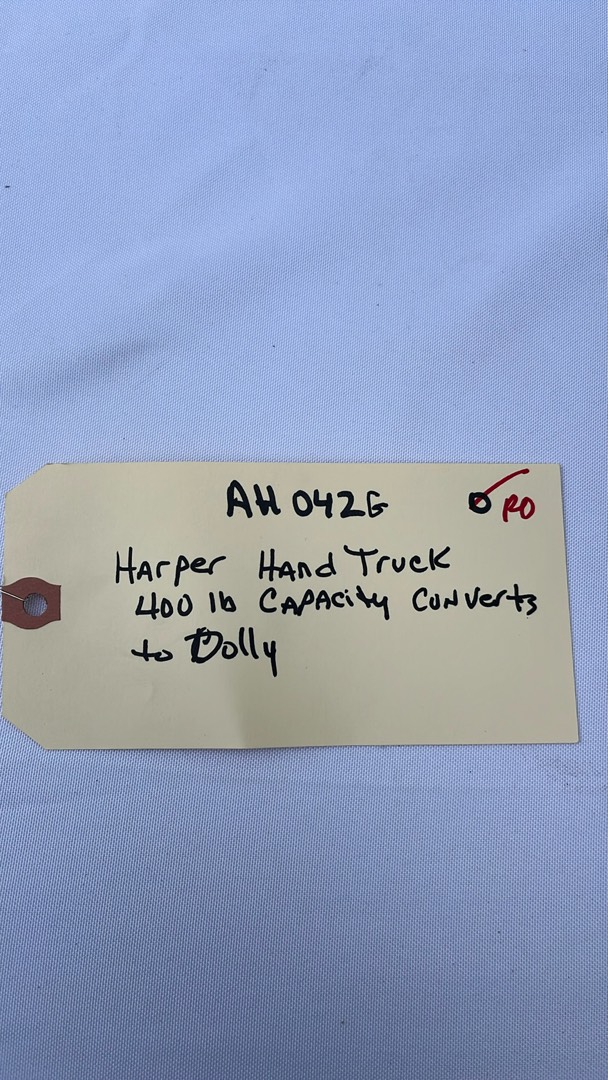 AH 042G
RO
HArper HAnd Truck
400 lb CAPAcity CoNverts
to Dolly